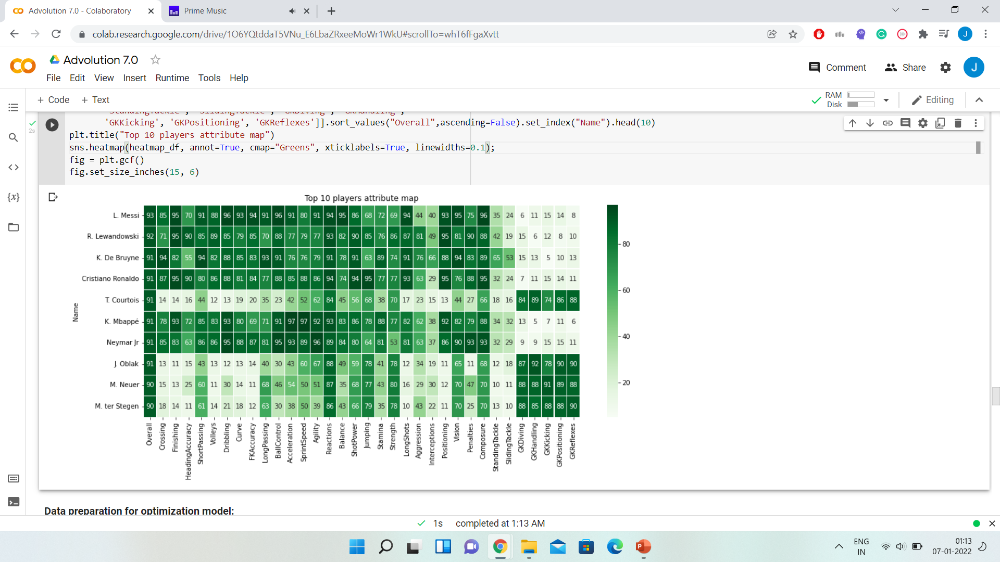 Advolution 7.0 - Colaboratory
Prime Music
colab.research.google.com/drive/1O6YQtddaT5VNu_E6LbaZRxeeMoWr1WkU#scrollTo=whT6fFgaXvtt
J
Advolution 7.0
File Edit View Insert Runtime Tools Help
Comment
Share
J
+ Code + Text
RAM
Disk
Editing
'StandingTackle', 'SlidingTackle', 'GKDiving', 'GKHandling',
'GKKicking', 'GKPositioning', 'GKReflexes']].sort_values("Overall",ascending=False).set_index("Name").head(10)
2s
plt.title("Top 10 players attribute map")
sns.heatmap(heatmap_df, annot=True, cmap="Greens", xticklabels=True, linewidths=0.1);
fig = plt.gcf()
fig.set_size_inches(15, 6)
{x}
Top 10 players attribute map
L. Messi 93 85 95 70 91 88 96 93 94 91 96 91 80 91 94 95 86 68 72 69 94 44 40 93 95 75 96 35 24 6 11 15 14 8
R. Lewandowski 92 71 95 90 85 89 85 79 85 70 88 77 79 77 93 82 90 85 76 86 87 81 49 95 81 90 88 42 19 15 6 12 8 10
K. De Bruyne 91 94 82 55 94 82 88 85 83 93 91 76 76 79 91 78 91 63 89 74 91 76 66 88 94 83 89 65 53 15 13 5 10 13
Cristiano Ronaldo 91 87 95 90 80 86 88 81 84 77 88 85 88 86 94 74 94 95 77 77 93 63 29 95 76 88 95 32 24 7 11 15 14 11
T. Courtois 91 14 14 16 44 12 13 19 20 35 23 42 52 62 84 45 56 68 38 70 17 23 15 13 44 27 66 18 16 84 89 74 86 88
K. Mbappé 91 78 93 72 85 83 93 80 69 71 91 97 97 92 93 83 86 78 88 77 82 62 38 92 82 79 88 34 32 13 5 7 11 6
Neymar Jr 91 85 83 63 86 86 95 88 87 81 95 93 89 96 89 84 80 64 81 53 81 63 37 86 90 93 93 32 29 9 9 15 15 11
J. Oblak 91 13 11 15 43 13 12 13 14 40 30 43 60 67 88 49 59 78 41 78 12 34 19 11 65 11 68 12 18 87 92 78 90 90
M. Neuer 90 15 13 25 60 11 30 14 11 68 46 54 50 51 87 35 68 77 43 80 16 29 30 12 70 47 70 10 11 88 88 91 89 88
M. ter Stegen 90 18 14 11 61 14 21 18 12 63 30 38 50 39 86 43 66 79 35 78 10 43 22 11 70 25 70 13 10 88 85 88 88 90
Name
Overall Crossing Finishing HeadingAccuracy ShortPassing Volleys Dribbling Curve FKAccuracy LongPassing BallControl Acceleration SprintSpeed Agility Reactions Balance ShotPower Jumping Stamina Strength LongShots Aggression Interceptions Positioning Vision Penalties Composure StandingTackle SlidingTackle GKDiving GKHandling GKKicking GKPositioning GKReflexes
80
60
40
20
Data preparation for optimization model:
1s completed at 1:13 AM
ENG
IN
01:13
07-01-2022